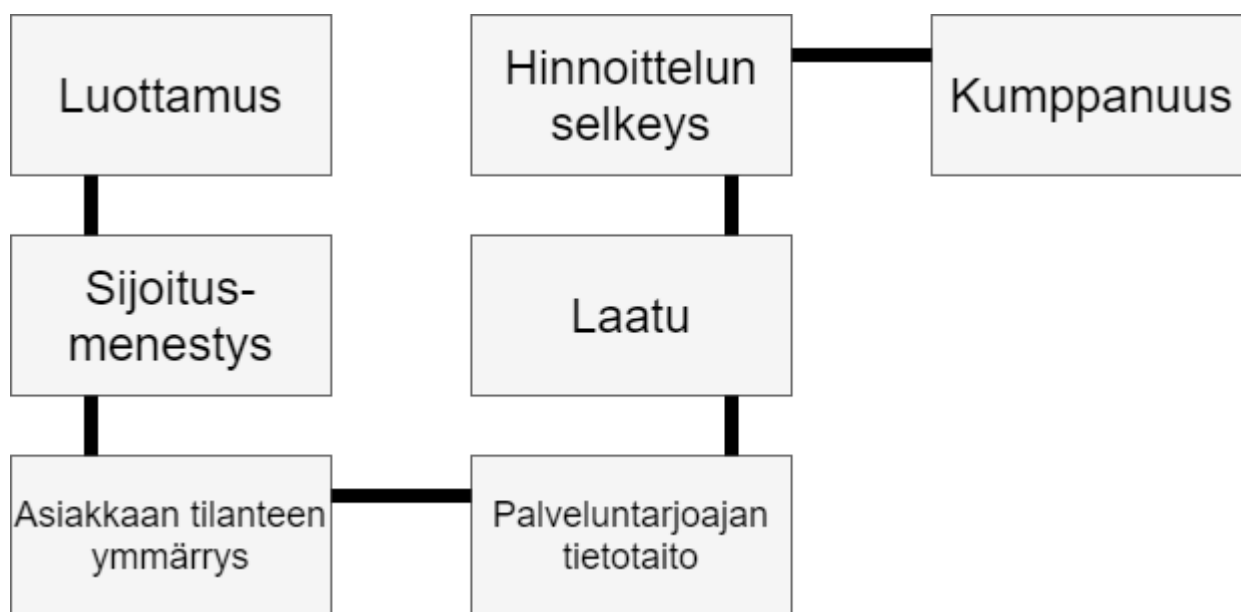 Luottamus
Sijoitus-
menestys
Asiakkaan tilanteen
ymmärrys
Palveluntarjoajan
tietotaito
Laatu
Hinnoittelun
selkeys
Kumppanuus